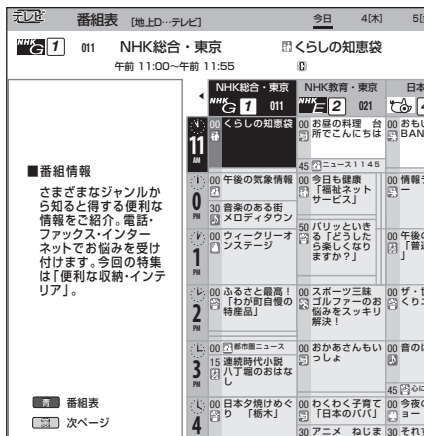 テレビ 番組表 [地上D…テレビ] 今日 4[木] 5[
NHK G 1 011 NHK総合・東京 くらしの知恵袋
午前 11:00~午前 11:55
■番組情報
さまざまなジャンルか
ら知ると得する便利な
情報をご紹介。電話・
ファックス・インター
ネットでお悩みを受け
付けます。今回の特集
は「便利な収納・インテ
リア」。
青 番組表
次ページ
NHK総合・東京 NHK教育・東京 日本
NHK G 1 011 NHK E 2 021 4
11 AM
0 PM
1 PM
2 PM
3 PM
4
00 くらしの知恵袋
00 午後の気象情報
30 音楽のある街
メロディタウン
00 ウィークリーオ
ンステージ
00 ふるさと最高!
「わが町自慢の
特産品」
00 都市圏ニュース
15 連続時代小説
八丁堀のおはな
し
00 日本夕焼けめぐ
り 「栃木」
00 お昼の料理 台
所でこんにちは
45 ニュース1145
00 今日も健康
「福祉ネット
サービス」
50 バリッといき
る「どうした
ら楽しくなり
ますか?」
00 スポーツ三昧
ゴルファーのお
悩みをスッキリ
解決!
00 おかあさんもい
っしょ
00 わくわく子育て
「日本のパパ」
30 アニメ ねじま
00 おもい
BAN
00 情報ラ
ー
00 午後の
「普通
」
00 ザ・せ
くりニ
00 音のに
45 心に
00 今夜の
ョー
30 それす